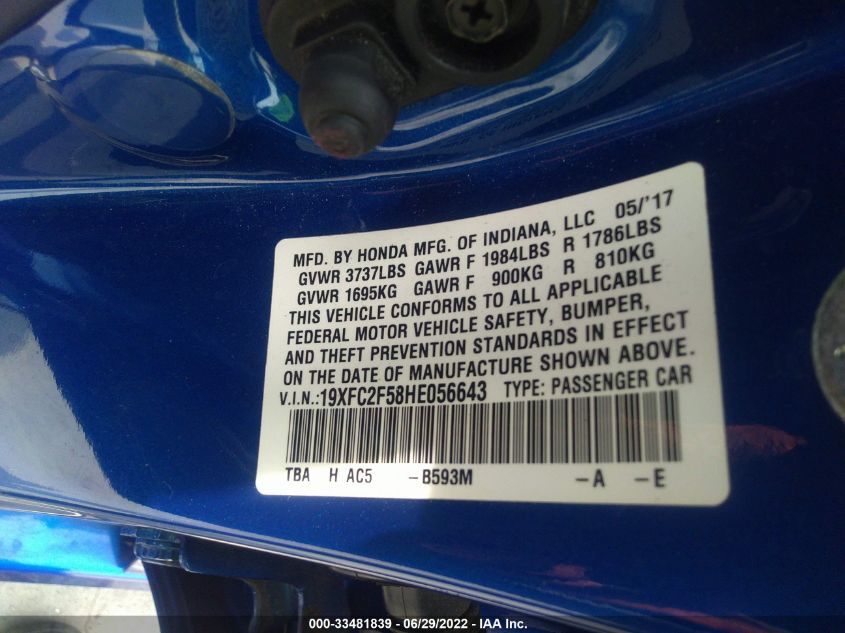 MFD. BY HONDA MFG. OF INDIANA, LLC 05/'17
GVWR 3737LBS GAWR F 1984LBS R 1786LBS
GVWR 1695KG GAWR F 900KG R 810KG
THIS VEHICLE CONFORMS TO ALL APPLICABLE
FEDERAL MOTOR VEHICLE SAFETY, BUMPER,
AND THEFT PREVENTION STANDARDS IN EFFECT
ON THE DATE OF MANUFACTURE SHOWN ABOVE.
V.I.N.:19XFC2F58HE056643 TYPE: PASSENGER CAR
TBA H AC5 -B593M -A -E
000-33481839 - 06/29/2022 - IAA Inc.